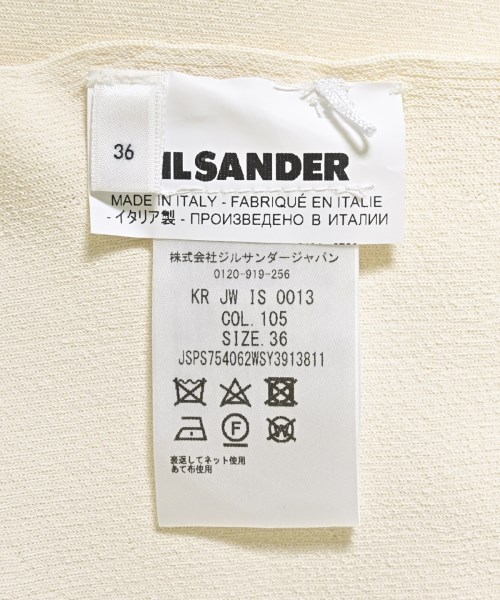 36
ILSANDER
MADE IN ITALY - FABRIQUÉ EN ITALIE
- イタリア製 - ПРОИЗВЕДЕНО В ИТАЛИИ
株式会社ジルサンダージャパン
0120-919-256
KR JW IS 0013
COL. 105
SIZE. 36
JSPS754062WSY3913811
F W
裏返してネット使用
あて布使用